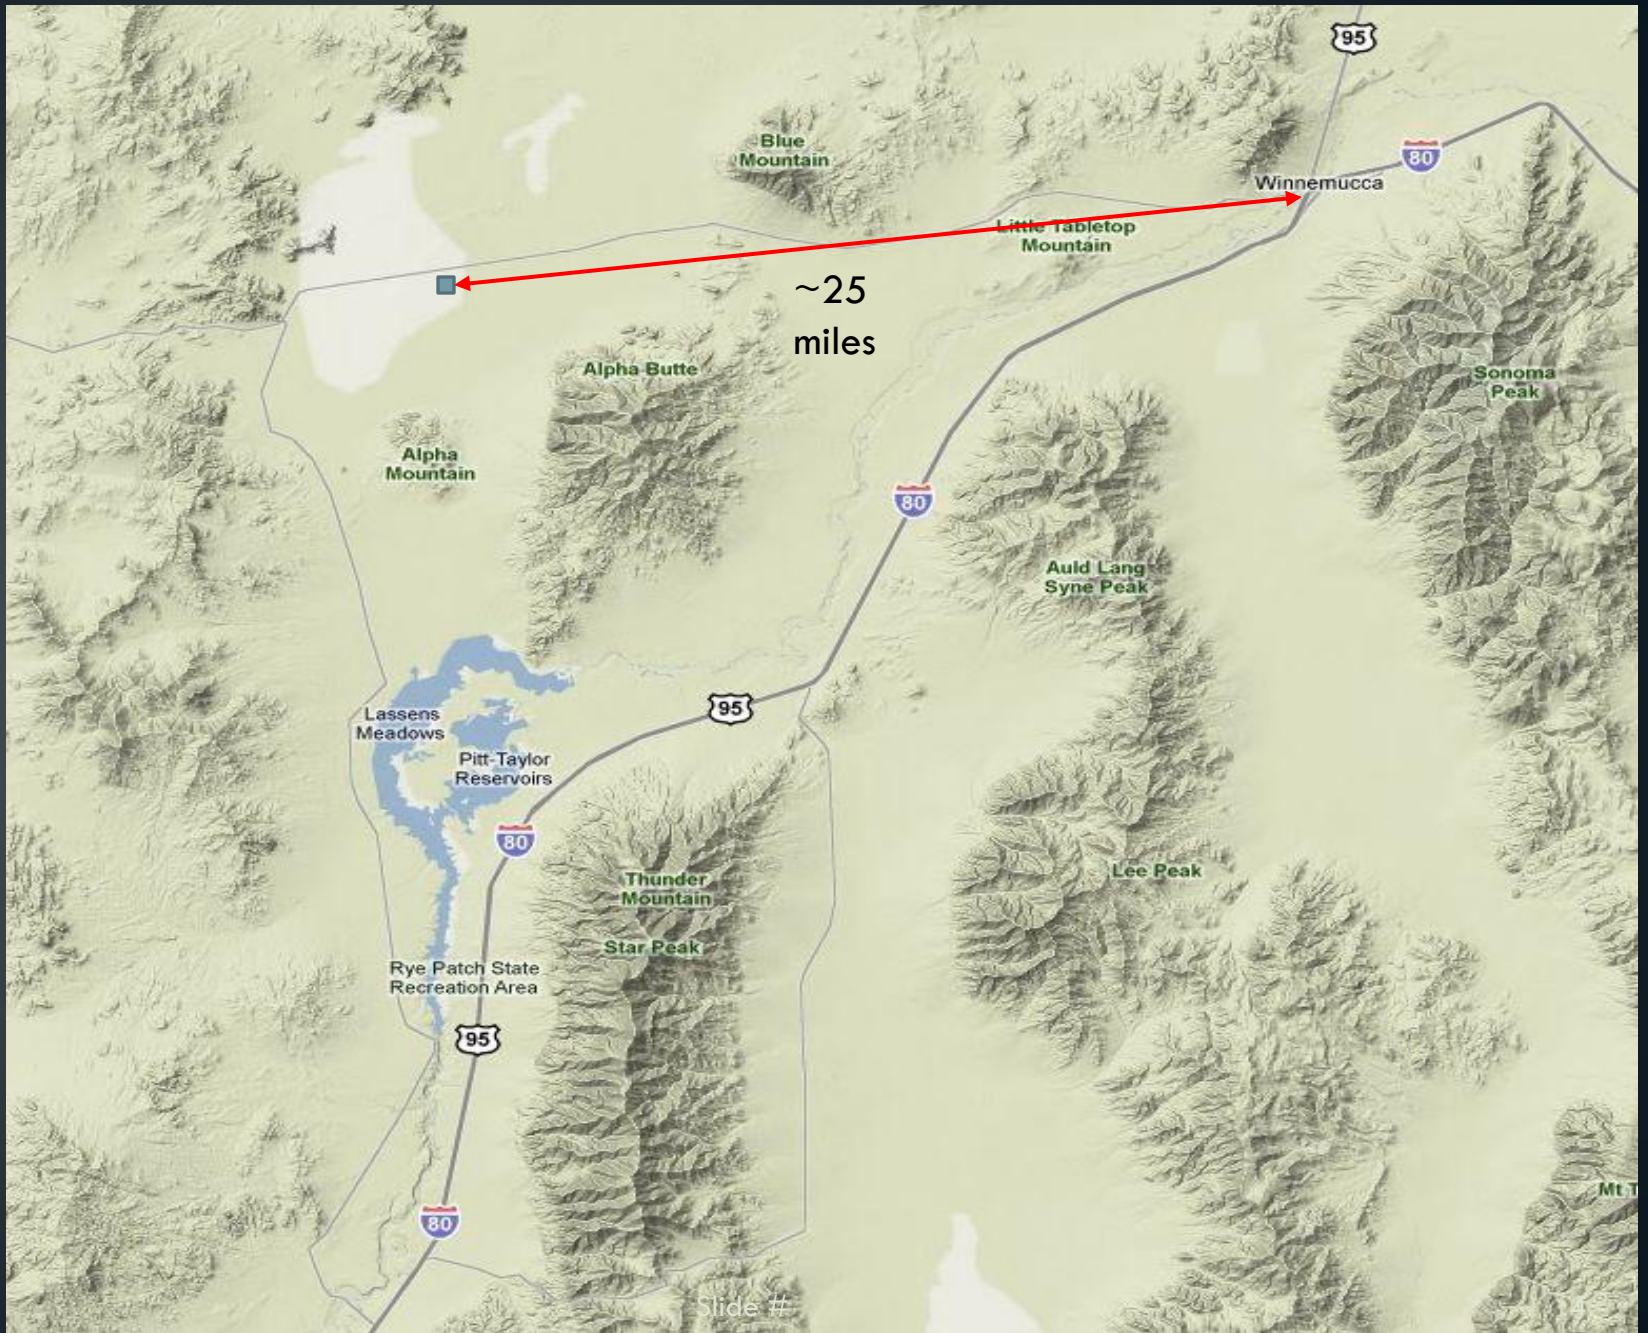 95
Blue
Mountain
80
Winnemucca
Little Tabletop
Mountain
~25
miles
Alpha Butte
Sonoma
Peak
Alpha
Mountain
80
Auld Lang
Syne Peak
95
Lassens
Meadows
Pitt-Taylor
Reservoirs
80
Lee Peak
Thunder
Mountain
Star Peak
Rye Patch State
Recreation Area
95
Mt T
80
Slide #